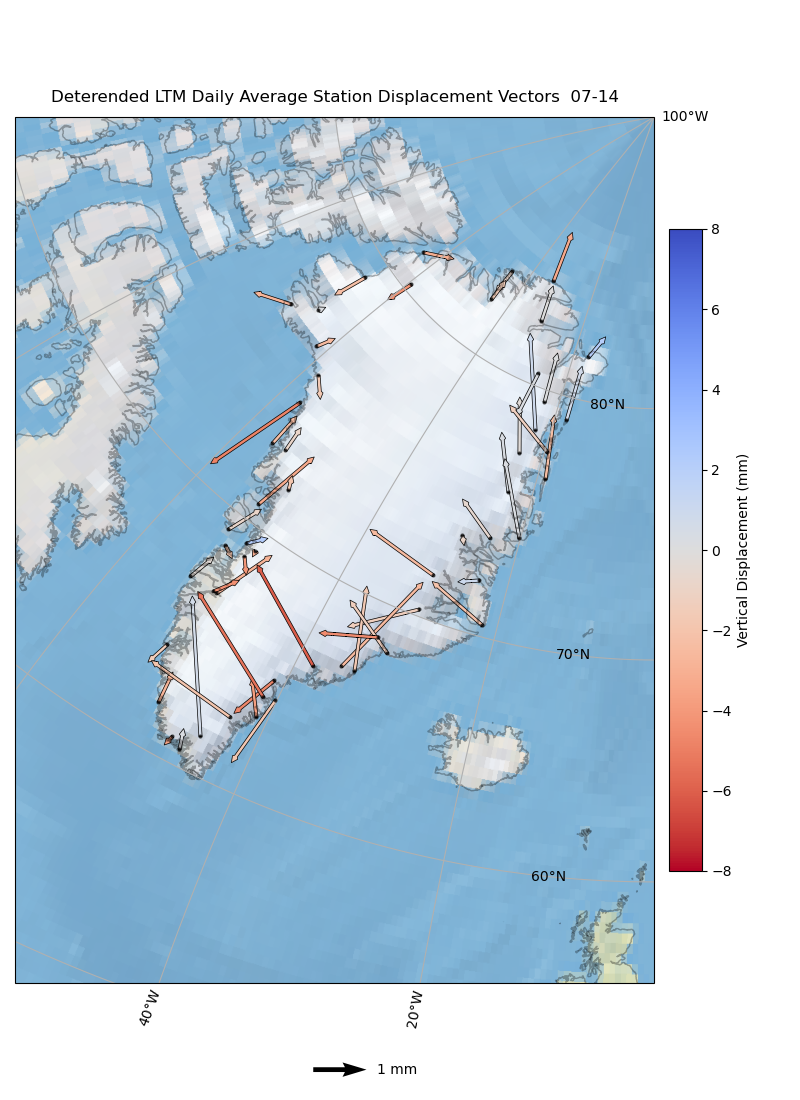 Deterended LTM Daily Average Station Displacement Vectors  07-14
100°W
8
6
4
2
0
−2
−4
−6
−8
Vertical Displacement (mm)
80°N
70°N
60°N
40°W
20°W
1 mm